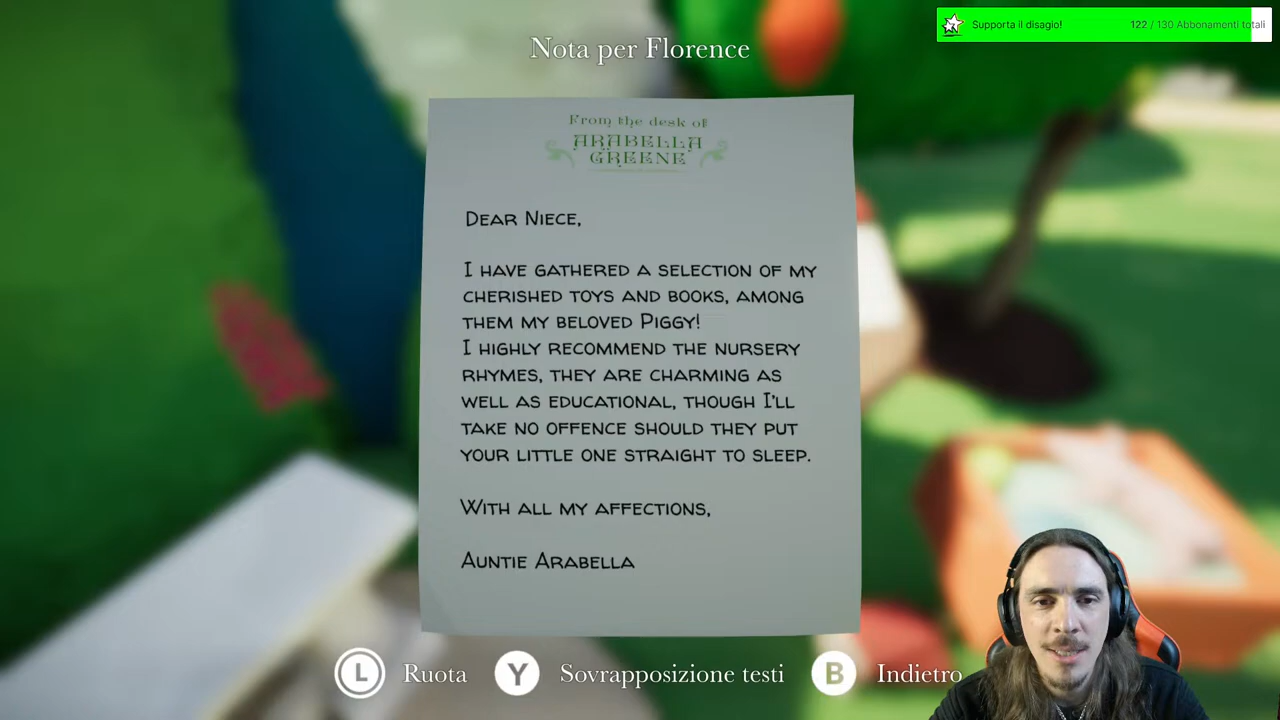 Supporta il disagio!
122 / 130 Abbonamenti totali
Nota per Florence
From the desk of
ARABELLA
GREENE
DEAR NIECE,
I HAVE GATHERED A SELECTION OF MY
CHERISHED TOYS AND BOOKS, AMONG
THEM MY BELOVED PIGGY!
I HIGHLY RECOMMEND THE NURSERY
RHYMES, THEY ARE CHARMING AS
WELL AS EDUCATIONAL, THOUGH I'LL
TAKE NO OFFENCE SHOULD THEY PUT
YOUR LITTLE ONE STRAIGHT TO SLEEP.
WITH ALL MY AFFECTIONS,
AUNTIE ARABELLA
L Ruota Y Sovrapposizione testi B Indietro